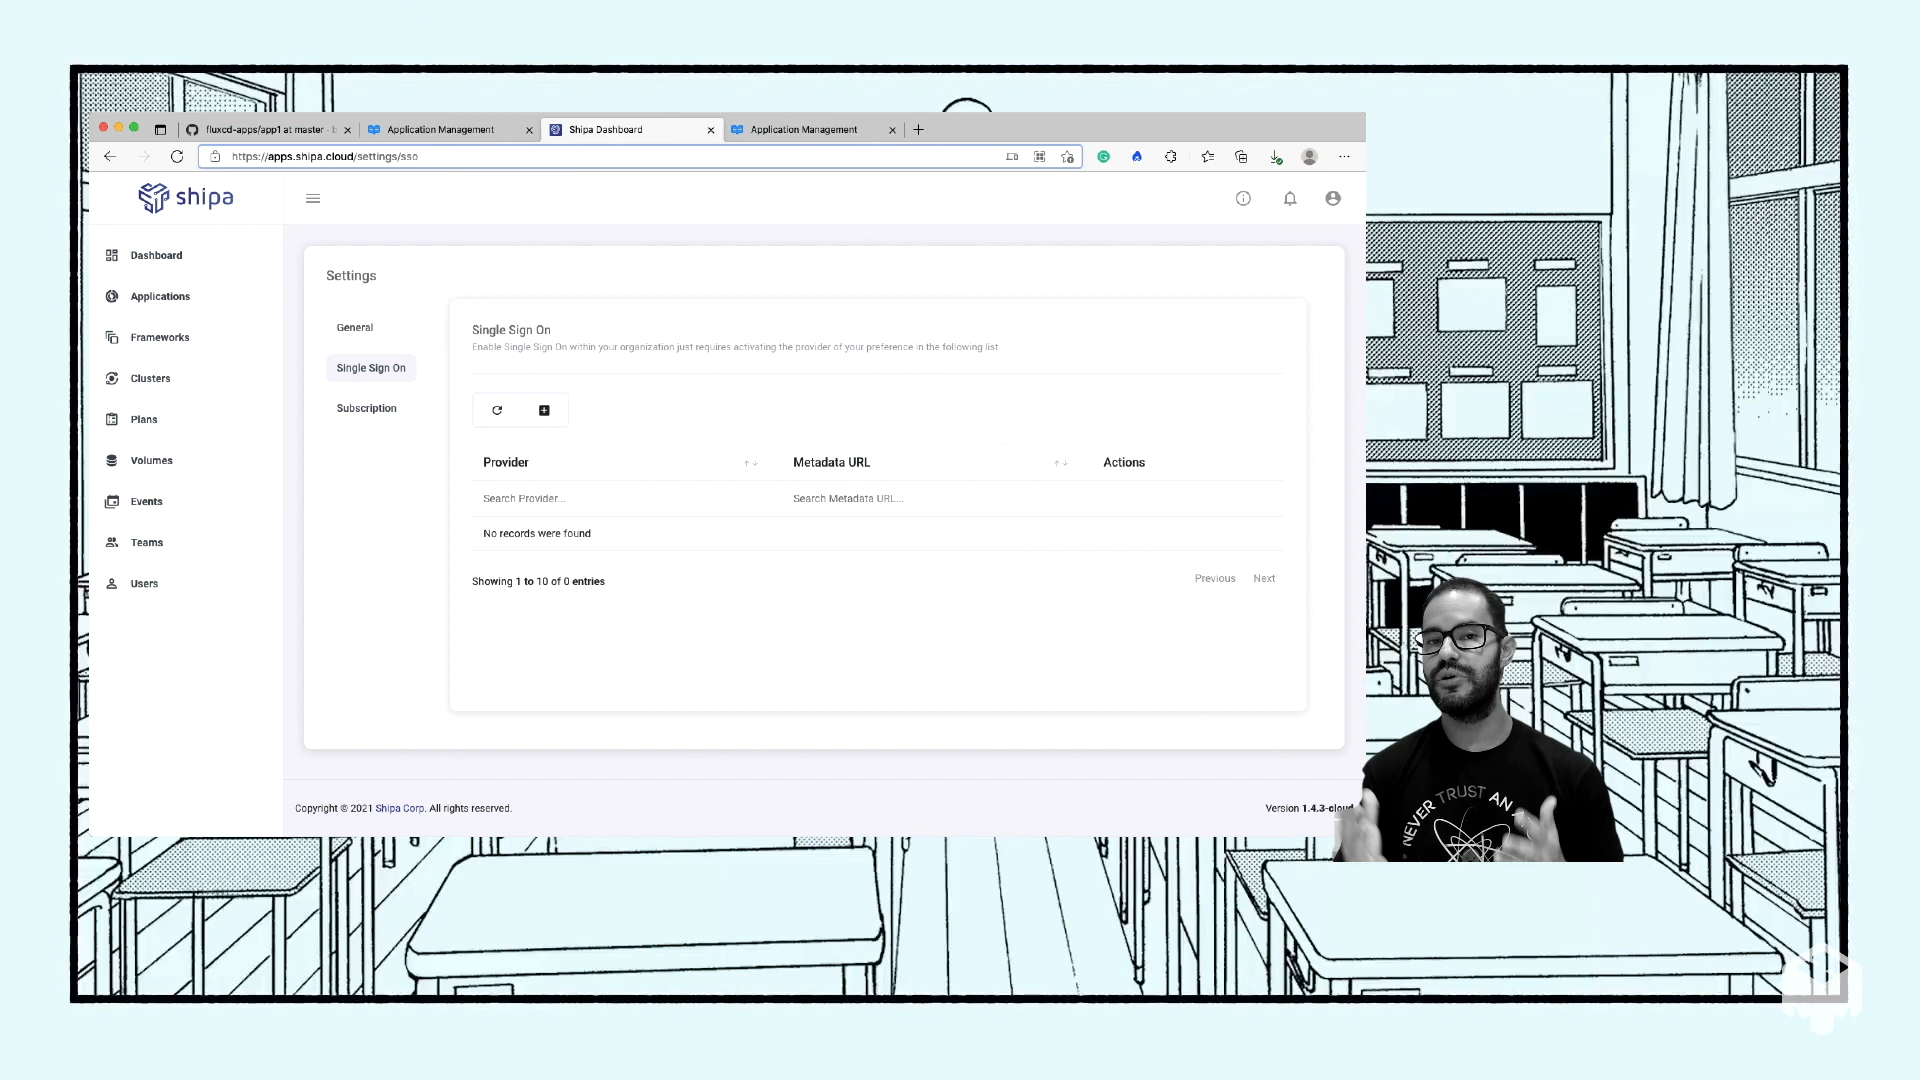 fluxcd-apps/app1 at master · b
Application Management
Shipa Dashboard
Application Management
https://apps.shipa.cloud/settings/sso
shipa
Dashboard
Applications
Frameworks
Clusters
Plans
Volumes
Events
Teams
Users
Settings
General
Single Sign On
Subscription
Single Sign On
Enable Single Sign On within your organization just requires activating the provider of your preference in the following list
Provider
Metadata URL
Actions
Search Provider...
Search Metadata URL...
No records were found
Showing 1 to 10 of 0 entries
Previous
Next
Copyright © 2021 Shipa Corp. All rights reserved.
Version 1.4.3-cloud
NEVER TRUST AN